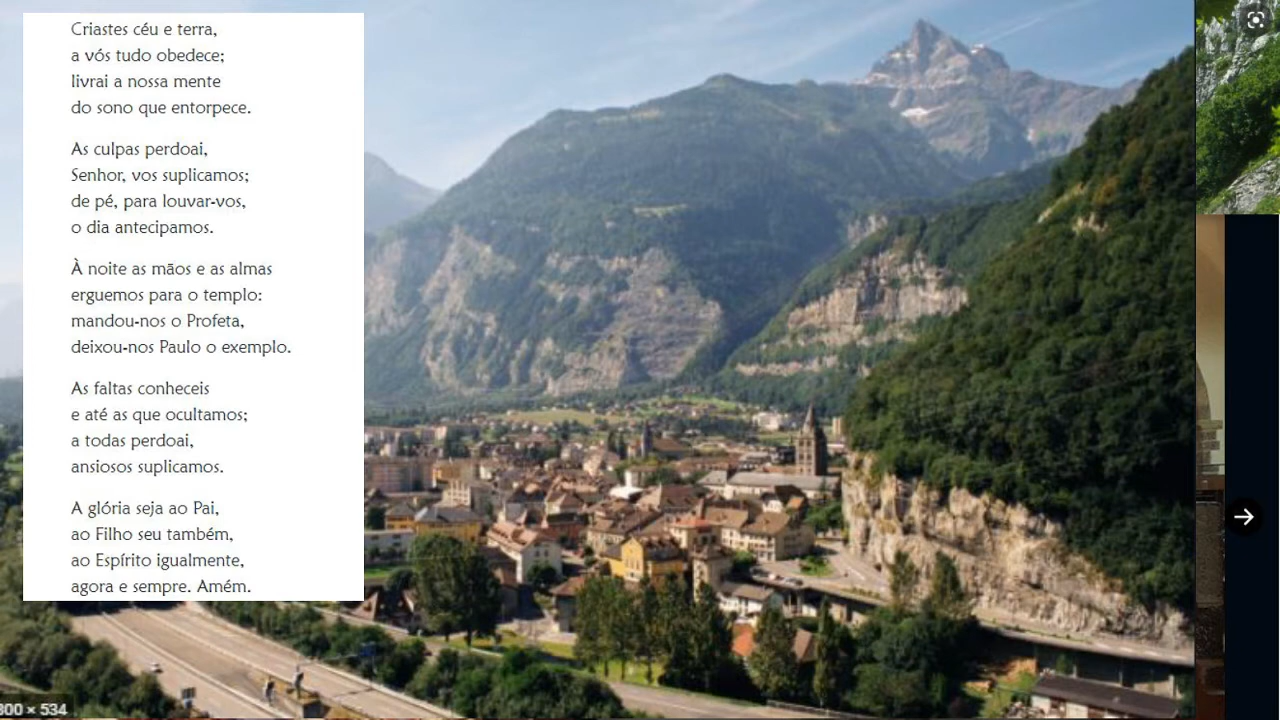 Criastes céu e terra,
a vós tudo obedece;
livrai a nossa mente
do sono que entorpece.
As culpas perdoai,
Senhor, vos suplicamos;
de pé, para louvar-vos,
o dia antecipamos.
À noite as mãos e as almas
erguemos para o templo:
mandou-nos o Profeta,
deixou-nos Paulo o exemplo.
As faltas conheceis
e até as que ocultamos;
a todas perdoai,
ansiosos suplicamos.
A glória seja ao Pai,
ao Filho seu também,
ao Espírito igualmente,
agora e sempre. Amém.
300 × 534